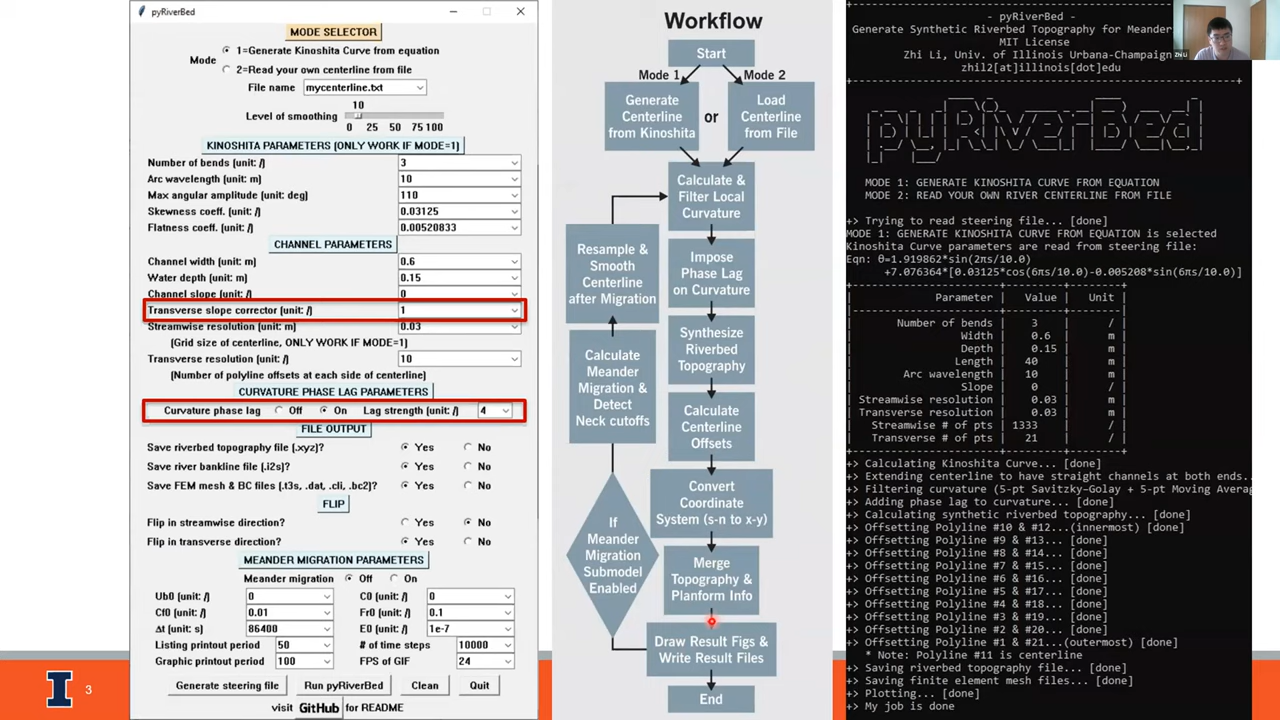 pyRiverBed
MODE SELECTOR
Mode
1=Generate Kinoshita Curve from equation
2=Read your own centerline from file
File name mycenterline.txt
10
Level of smoothing
0 25 50 75 100
KINOSHITA PARAMETERS (ONLY WORK IF MODE=1)
Number of bends (unit: /) 3
Arc wavelength (unit: m) 10
Max angular amplitude (unit: deg) 110
Skewness coeff. (unit: /) 0.03125
Flatness coeff. (unit: /) 0.00520833
CHANNEL PARAMETERS
Channel width (unit: m) 0.6
Water depth (unit: m) 0.15
Channel slope (unit: /) 0
Transverse slope corrector (unit: /) 1
Streamwise resolution (unit: m) 0.03
(Grid size of centerline, ONLY WORK IF MODE=1)
Transverse resolution (unit: /) 10
(Number of polyline offsets at each side of centerline)
CURVATURE PHASE LAG PARAMETERS
Curvature phase lag Off On Lag strength (unit: /) 4
FILE OUTPUT
Save riverbed topography file (.xyz)? Yes No
Save river bankline file (.i2s)? Yes No
Save FEM mesh & BC files (.t3s, .dat, .cli, .bc2)? Yes No
FLIP
Flip in streamwise direction? Yes No
Flip in transverse direction? Yes No
MEANDER MIGRATION PARAMETERS
Meander migration Off On
Ub0 (unit: /) 0 C0 (unit: /) 0
Cf0 (unit: /) 0.01 Fr0 (unit: /) 0.1
Δt (unit: s) 86400 E0 (unit: /) 1e-7
Listing printout period 50 # of time steps 10000
Graphic printout period 100 FPS of GIF 24
Generate steering file Run pyRiverBed Clean Quit
visit GitHub for README
I 3
Workflow
Start
Mode 1 Mode 2
Generate
Centerline
from Kinoshita
or
Load
Centerline
from File
Calculate &
Filter Local
Curvature
Impose
Phase Lag
on Curvature
Synthesize
Riverbed
Topography
Calculate
Centerline
Offsets
Convert
Coordinate
System (s-n to x-y)
Merge
Topography &
Planform Info
Draw Result Figs &
Write Result Files
End
Resample &
Smooth
Centerline
after Migration
Calculate
Meander
Migration &
Detect
Neck cutoffs
If
Meander
Migration
Submodel
Enabled
- pyRiverBed -
Generate Synthetic Riverbed Topography for Meander
MIT License
Zhi Li, Univ. of Illinois Urbana-Champaign
zhil2[at]illinois[dot]edu
pyRiverBed
MODE 1: GENERATE KINOSHITA CURVE FROM EQUATION
MODE 2: READ YOUR OWN RIVER CENTERLINE FROM FILE
+> Trying to read steering file... [done]
MODE 1: GENERATE KINOSHITA CURVE FROM EQUATION is selected
Kinoshita Curve parameters are read from steering file:
Eqn: θ=1.919862*sin(2πs/10.0)
+7.076364*[0.03125*cos(6πs/10.0)-0.005208*sin(6πs/10.0)]
| Parameter | Value | Unit |
| Number of bends | 3 | / |
| Width | 0.6 | m |
| Depth | 0.15 | m |
| Length | 40 | m |
| Arc wavelength | 10 | m |
| Slope | 0 | / |
| Streamwise resolution | 0.03 | m |
| Transverse resolution | 0.03 | m |
| Streamwise # of pts | 1333 | / |
| Transverse # of pts | 21 | / |
+> Calculating Kinoshita Curve... [done]
+> Extending centerline to have straight channels at both ends..
+> Filtering curvature (5-pt Savitzky-Golay + 5-pt Moving Averag
+> Adding phase lag to curvature... [done]
+> Calculating synthetic riverbed topography... [done]
+> Offsetting Polyline #10 & #12...(innermost) [done]
+> Offsetting Polyline #9 & #13... [done]
+> Offsetting Polyline #8 & #14... [done]
+> Offsetting Polyline #7 & #15... [done]
+> Offsetting Polyline #6 & #16... [done]
+> Offsetting Polyline #5 & #17... [done]
+> Offsetting Polyline #4 & #18... [done]
+> Offsetting Polyline #3 & #19... [done]
+> Offsetting Polyline #2 & #20... [done]
+> Offsetting Polyline #1 & #21...(outermost) [done]
* Note: Polyline #11 is centerline
+> Saving riverbed topography file... [done]
+> Saving finite element mesh files... [done]
+> Plotting... [done]
+> My job is done